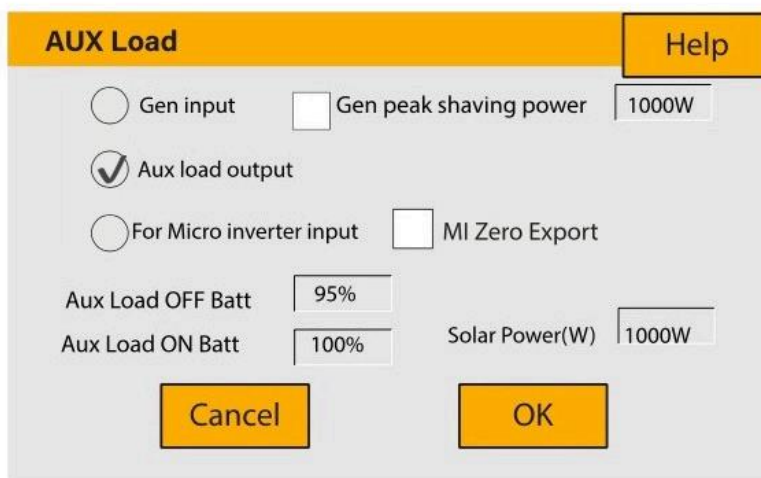 AUX Load Help
Gen input Gen peak shaving power 1000W
Aux load output
For Micro inverter input MI Zero Export
Aux Load OFF Batt 95%
Aux Load ON Batt 100% Solar Power(W) 1000W
Cancel OK